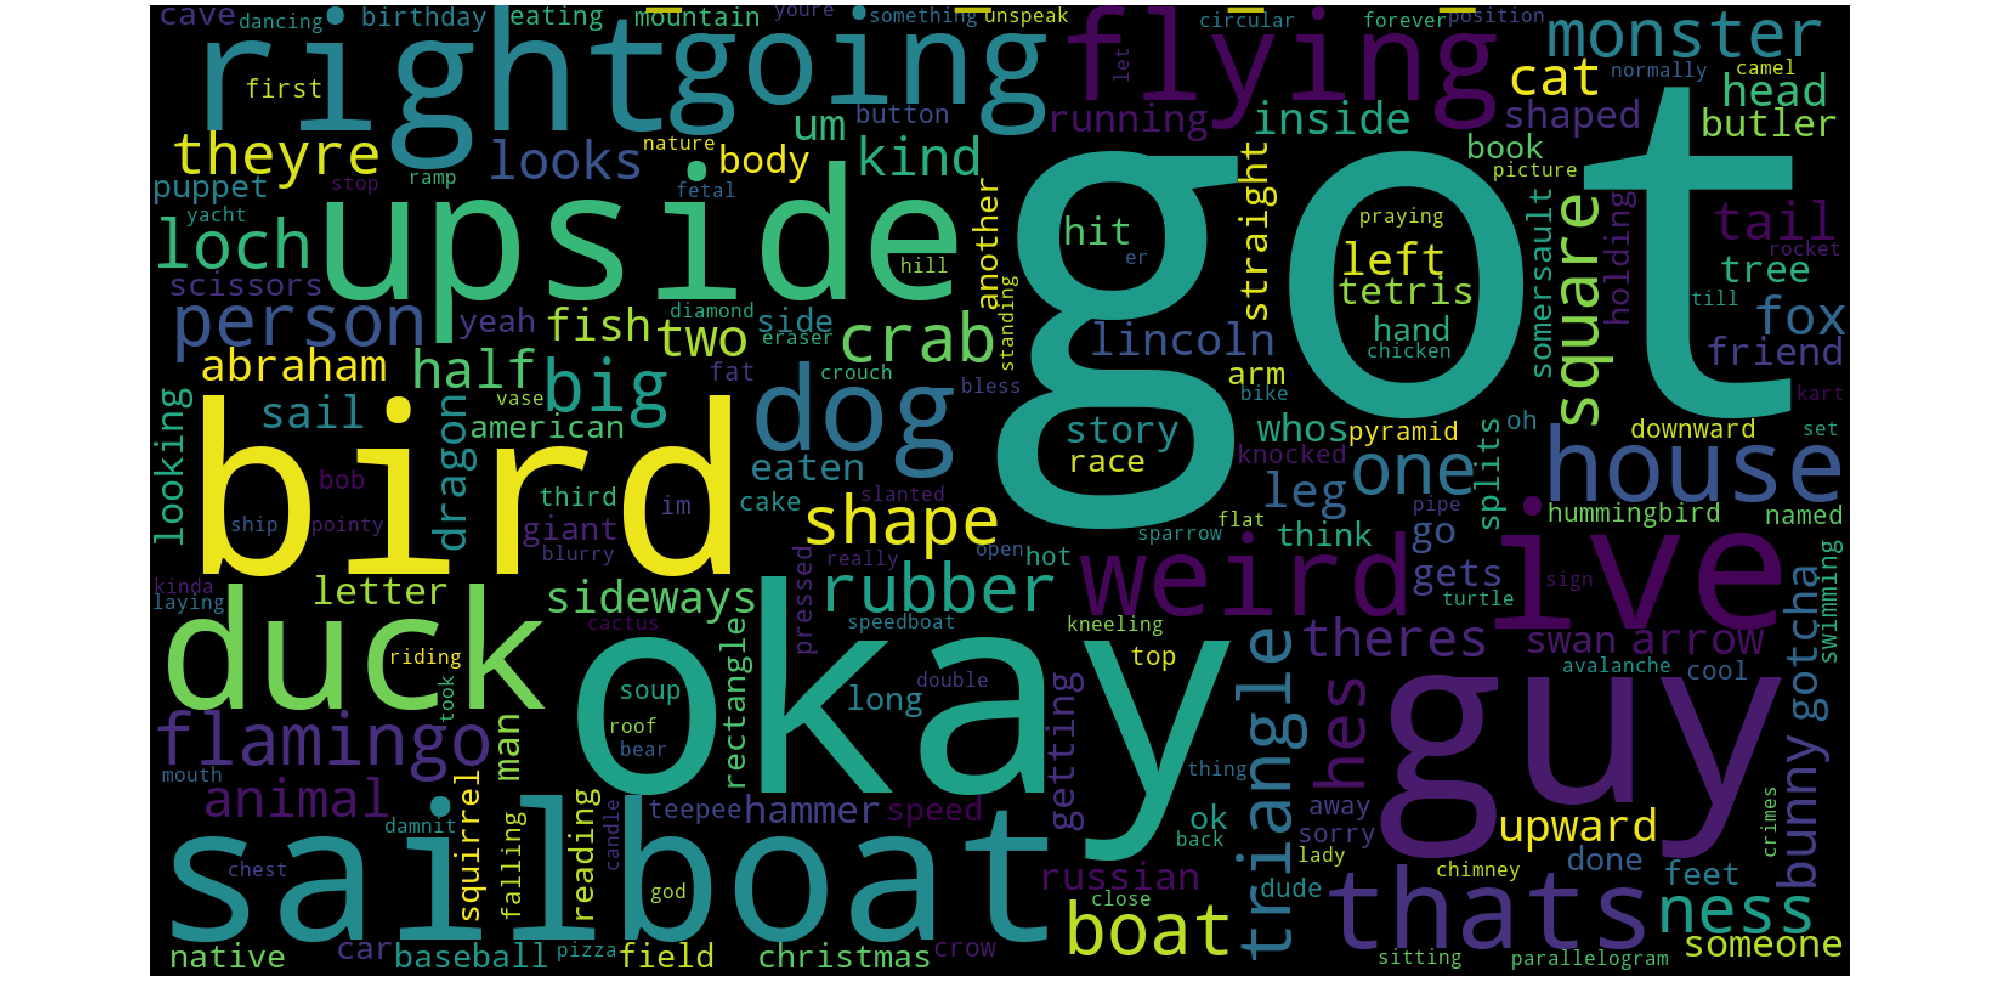 cave
dancing
birthday
eating
mountain
youre
something
unspeak
circular
forever
position
right
going
flying
monster
let
first
button
running
inside
cat
normally
camel
shaped
head
butler
theyre
looks
nature
um
body
kind
book
picture
puppet
stop
ramp
fetal
another
straight
somersault
square
holding
tail
yacht
loch
upside
got
hit
praying
er
left
rocket
scissors
hill
tetris
tree
till
person
yeah
fish
two
diamond
side
eraser
crab
standing
lincoln
hand
chicken
fox
friend
abraham
half
big
fat
crouch
bless
arm
bike
kart
looking
sail
vase
dragon
american
dog
story
whos
pyramid
splits
oh
downward
set
bird
bob
eaten
race
knocked
one
house
ship
pointy
third
im
cake
slanted
leg
pipe
hummingbird
named
giant
shape
sparrow
flat
think
go
blurry
pressed
really
open
hot
weird
ive
swimming
kinda
laying
letter
sideways
rubber
gets
turtle
sign
gotcha
duck
cactus
rectangle
speedboat
kneeling
theres
swan
arrow
riding
okay
top
triangle
avalanche
cool
took
soup
long
double
getting
hes
guy
bunny
flamingo
man
roof
bear
mouth
thing
animal
squirrel
reading
candle
teepee
hammer
speed
ok
away
upward
crimes
damnit
falling
back
sorry
sailboat
chest
god
russian
lady
chimney
done
close
dude
thats
feet
boat
ness
native
car
baseball
pizza
field
christmas
crow
sitting
parallelogram
someone